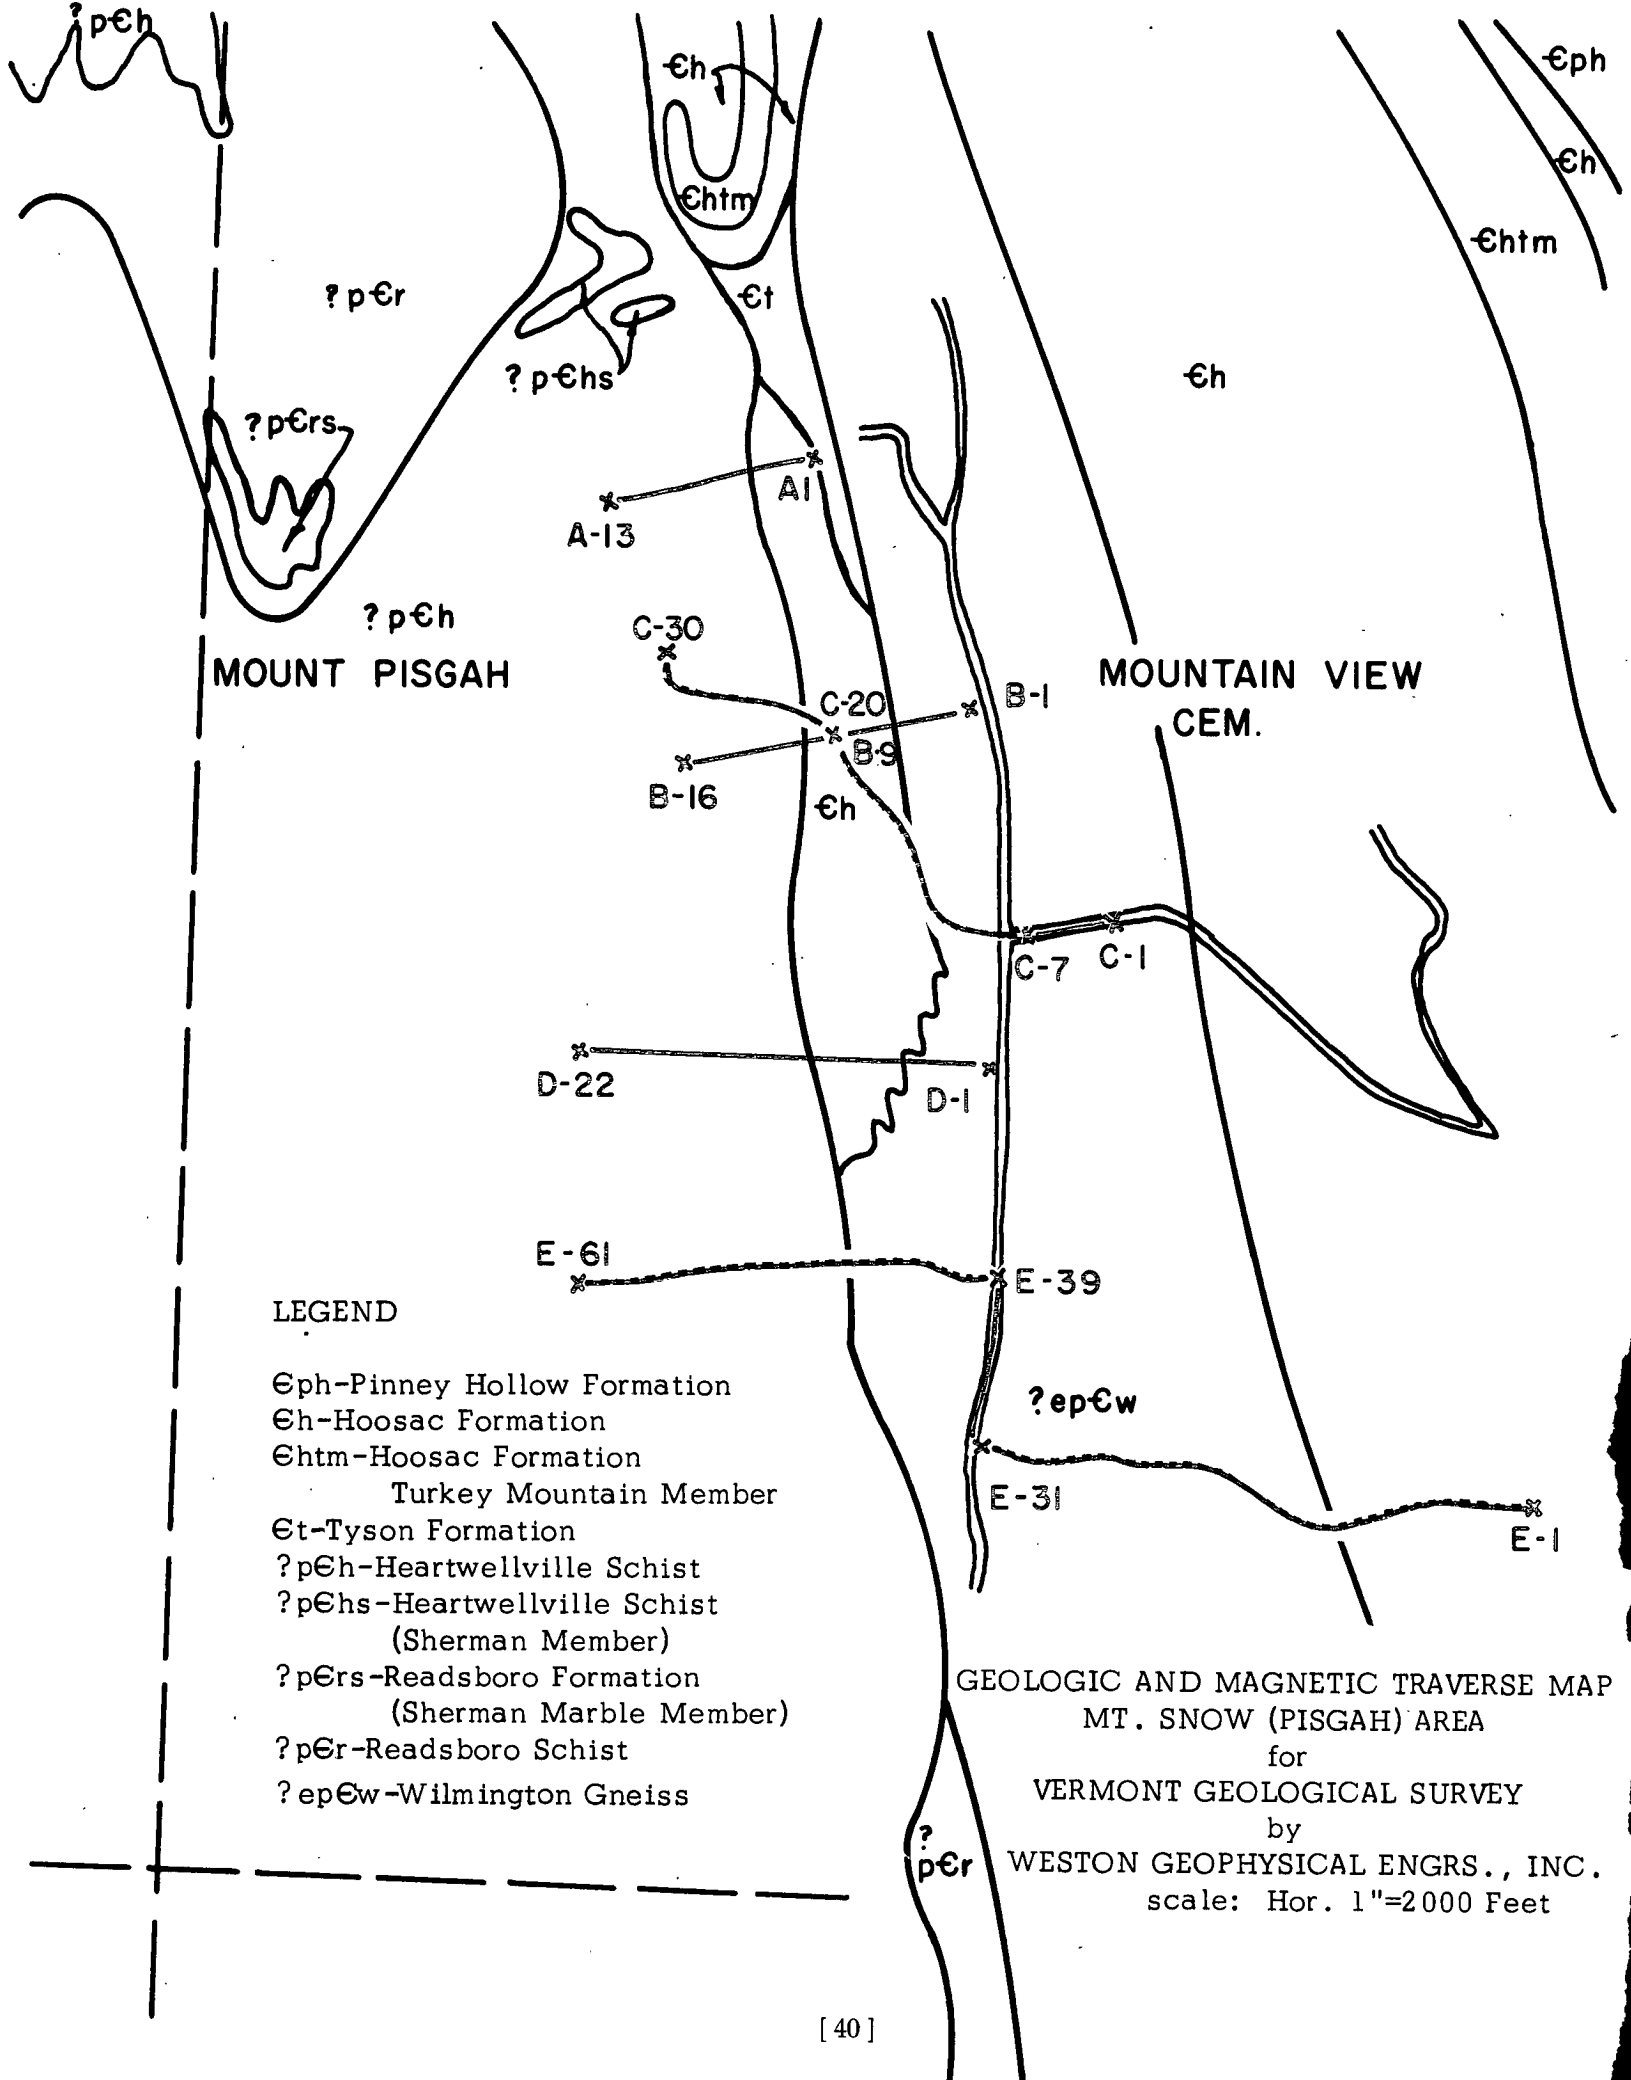 ? p€h
€h
€ph
€h
€htm
€htm
? p€r
€t
? p€hs
€h
? p€rs
A1
A-13
? p€h
C-30
MOUNT PISGAH
MOUNTAIN VIEW
CEM.
B-1
C-20
B-9
B-16
€h
C-7
C-1
D-22
D-1
E-61
E-39
LEGEND
€ph-Pinney Hollow Formation
€h-Hoosac Formation
€htm-Hoosac Formation
Turkey Mountain Member
€t-Tyson Formation
?p€h-Heartwellville Schist
?p€hs-Heartwellville Schist
(Sherman Member)
?p€rs-Readsboro Formation
(Sherman Marble Member)
?p€r-Readsboro Schist
?ep€w-Wilmington Gneiss
? ep€w
E-31
E-1
GEOLOGIC AND MAGNETIC TRAVERSE MAP
MT. SNOW (PISGAH) AREA
for
VERMONT GEOLOGICAL SURVEY
by
WESTON GEOPHYSICAL ENGRS., INC.
scale: Hor. 1"=2000 Feet
?
p€r
[40]